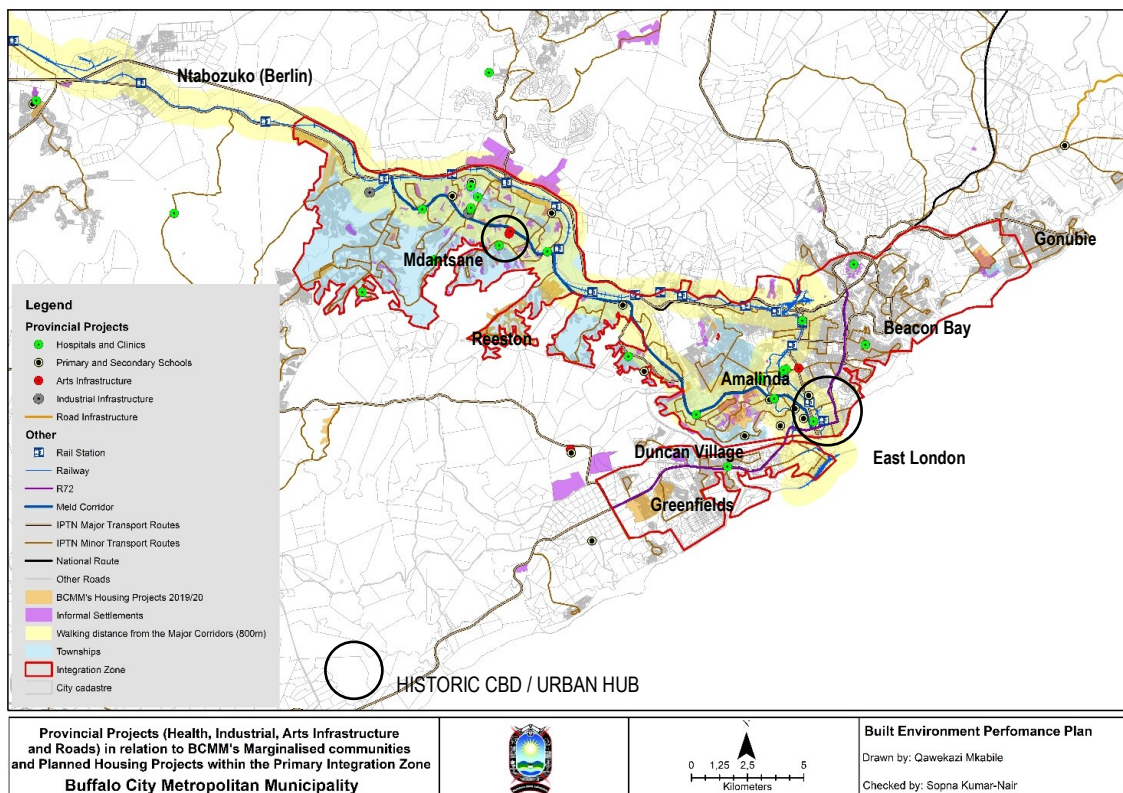 Ntabozuko (Berlin)
Gonubie
Mdantsane
Beacon Bay
Reeston
Amalinda
Duncan Village
East London
Greenfields
Legend
Provincial Projects
Hospitals and Clinics
Primary and Secondary Schools
Arts Infrastructure
Industrial Infrastructure
Road Infrastructure
Other
Rail Station
Railway
R72
Meld Corridor
IPTN Major Transport Routes
IPTN Minor Transport Routes
National Route
Other Roads
BCMM's Housing Projects 2019/20
Informal Settlements
Walking distance from the Major Corridors (800m)
Townships
Integration Zone
City cadastre
HISTORIC CBD / URBAN HUB
Provincial Projects (Health, Industrial, Arts Infrastructure
and Roads) in relation to BCMM's Marginalised communities
and Planned Housing Projects within the Primary Integration Zone
Buffalo City Metropolitan Municipality
N
0 1,25 2,5 5
Kilometers
Built Environment Perfomance Plan
Drawn by: Qawekazi Mkabile
Checked by: Sopna Kumar-Nair